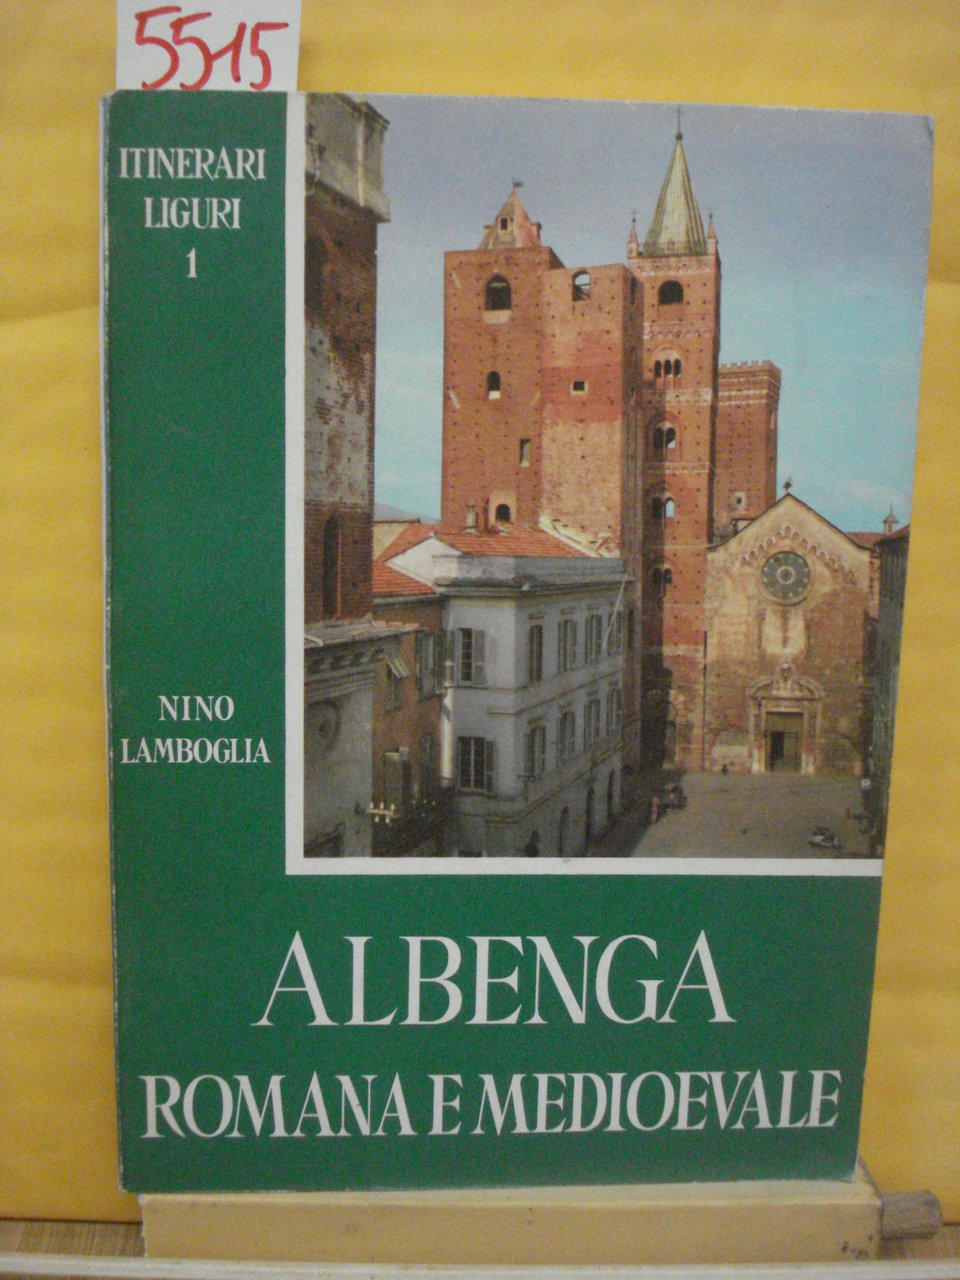 5515
ITINERARI
LIGURI
1
NINO
LAMBOGLIA
ALBENGA
ROMANA E MEDIOEVALE